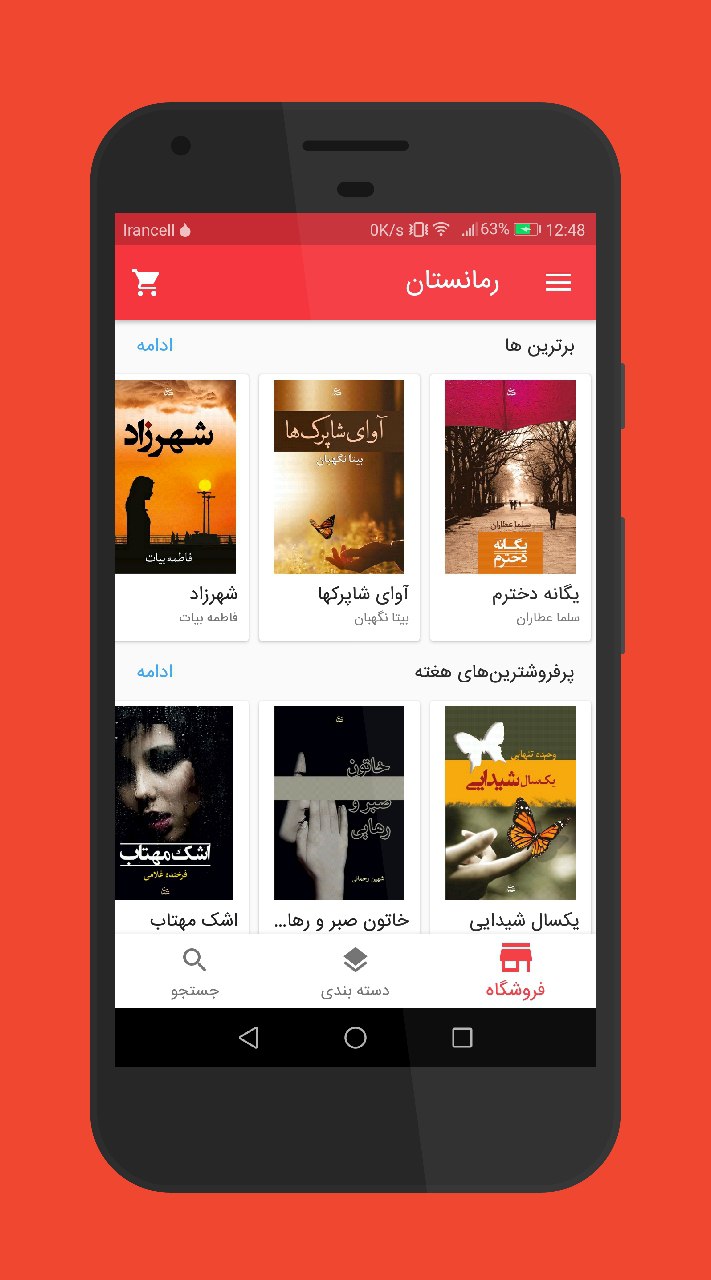 Irancell
0K/s 63% 12:48
رمانستان
برترین ها
ادامه
سلما عطاران
یگانه
دخترم
یگانه دخترم
سلما عطاران
آوای شاپرک‌ها
بیتا نگهبان
آوای شاپرکها
بیتا نگهبان
شهرزاد
فاطمه بیات
شهرزاد
فاطمه بیات
پرفروشترین‌های هفته
ادامه
وحیده تنهایی
یکسال شیدایی
یکسال شیدایی
خاتون
صبر و
رهایی
شهین رحمانی
خاتون صبر و رها...
اشک مهتاب
فرخنده غلامی
اشک مهتاب
فروشگاه
دسته بندی
جستجو